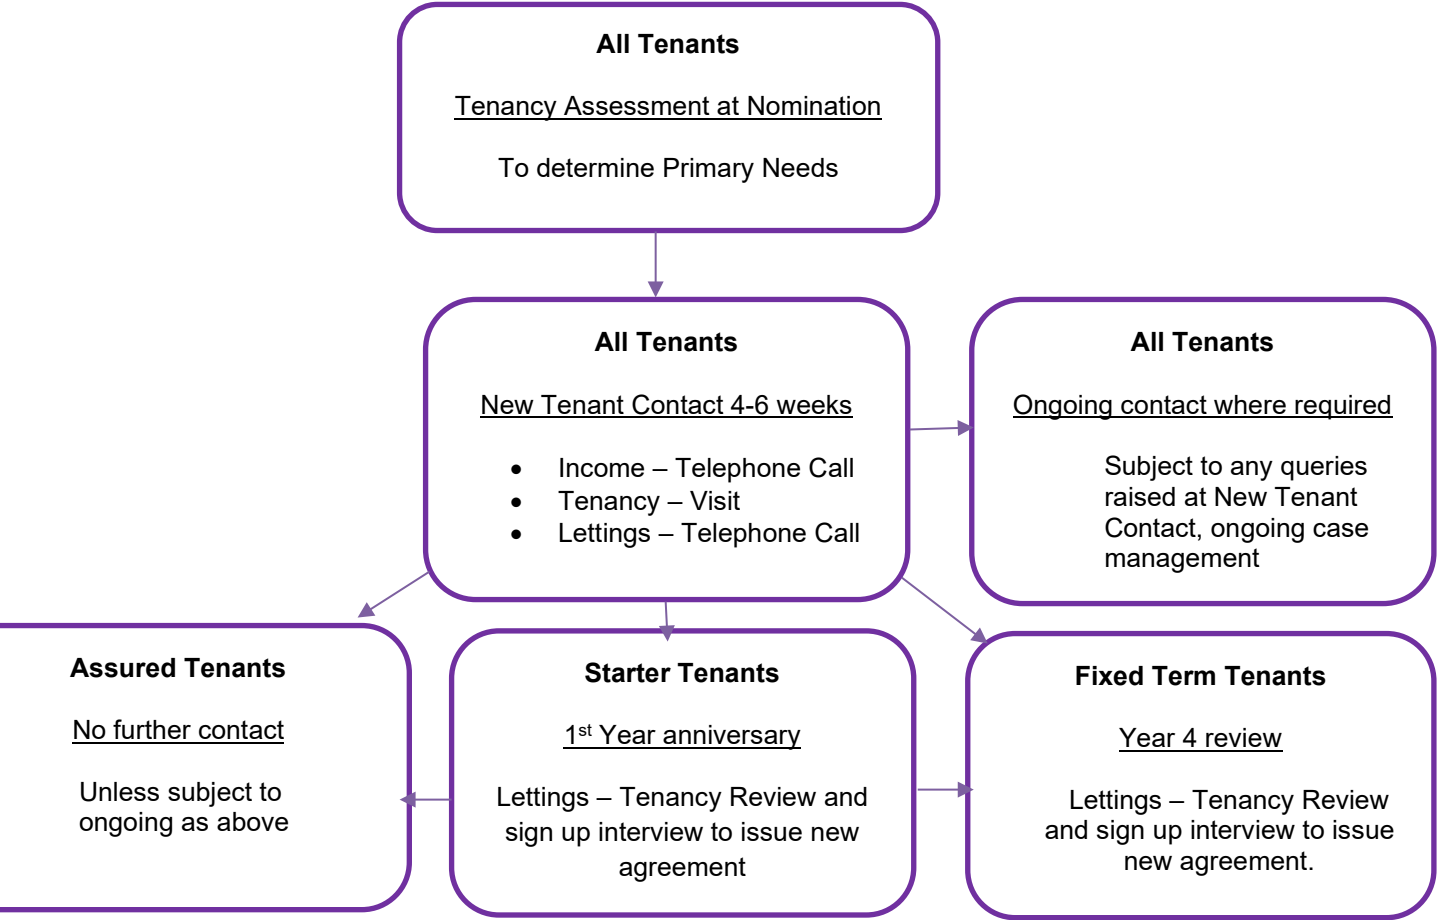 All Tenants
Tenancy Assessment at Nomination
To determine Primary Needs
All Tenants
New Tenant Contact 4-6 weeks
• Income – Telephone Call
• Tenancy – Visit
• Lettings – Telephone Call
All Tenants
Ongoing contact where required
Subject to any queries
raised at New Tenant
Contact, ongoing case
management
Assured Tenants
No further contact
Unless subject to
ongoing as above
Starter Tenants
1st Year anniversary
Lettings – Tenancy Review and
sign up interview to issue new
agreement
Fixed Term Tenants
Year 4 review
Lettings – Tenancy Review
and sign up interview to issue
new agreement.